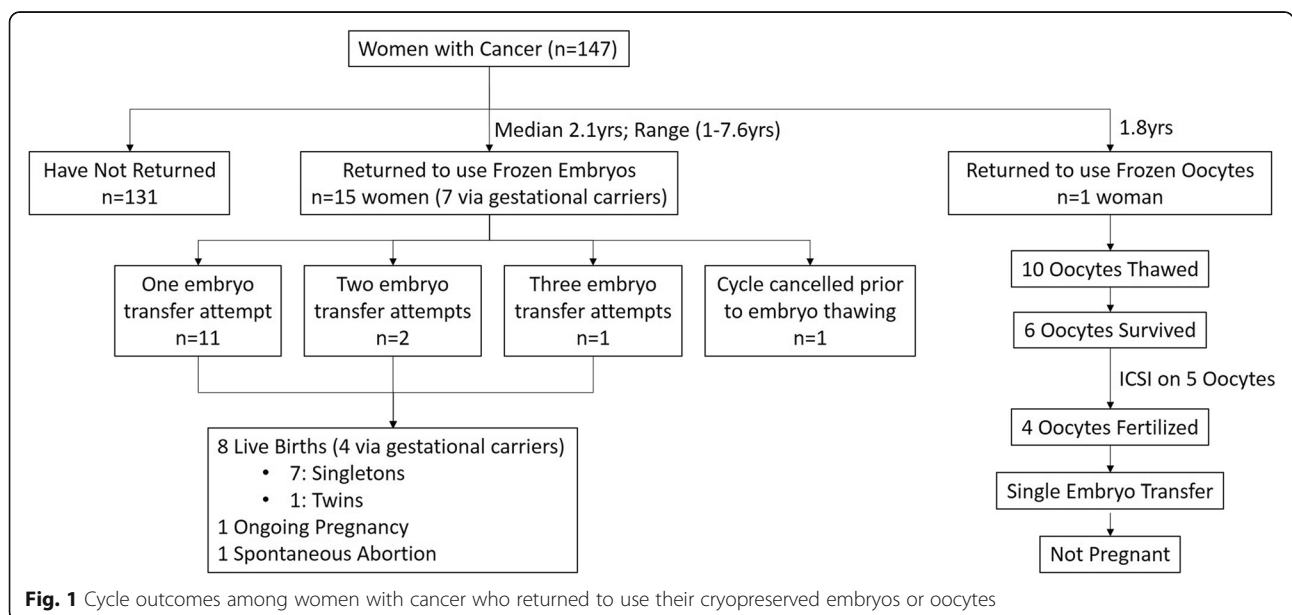 Women with Cancer (n=147)
Median 2.1yrs; Range (1-7.6yrs)
1.8yrs
Have Not Returned
n=131
Returned to use Frozen Embryos
n=15 women (7 via gestational carriers)
Returned to use Frozen Oocytes
n=1 woman
One embryo
transfer attempt
n=11
Two embryo
transfer attempts
n=2
Three embryo
transfer attempts
n=1
Cycle cancelled prior
to embryo thawing
n=1
10 Oocytes Thawed
6 Oocytes Survived
ICSI on 5 Oocytes
4 Oocytes Fertilized
Single Embryo Transfer
Not Pregnant
8 Live Births (4 via gestational carriers)
• 7: Singletons
• 1: Twins
1 Ongoing Pregnancy
1 Spontaneous Abortion
Fig. 1 Cycle outcomes among women with cancer who returned to use their cryopreserved embryos or oocytes